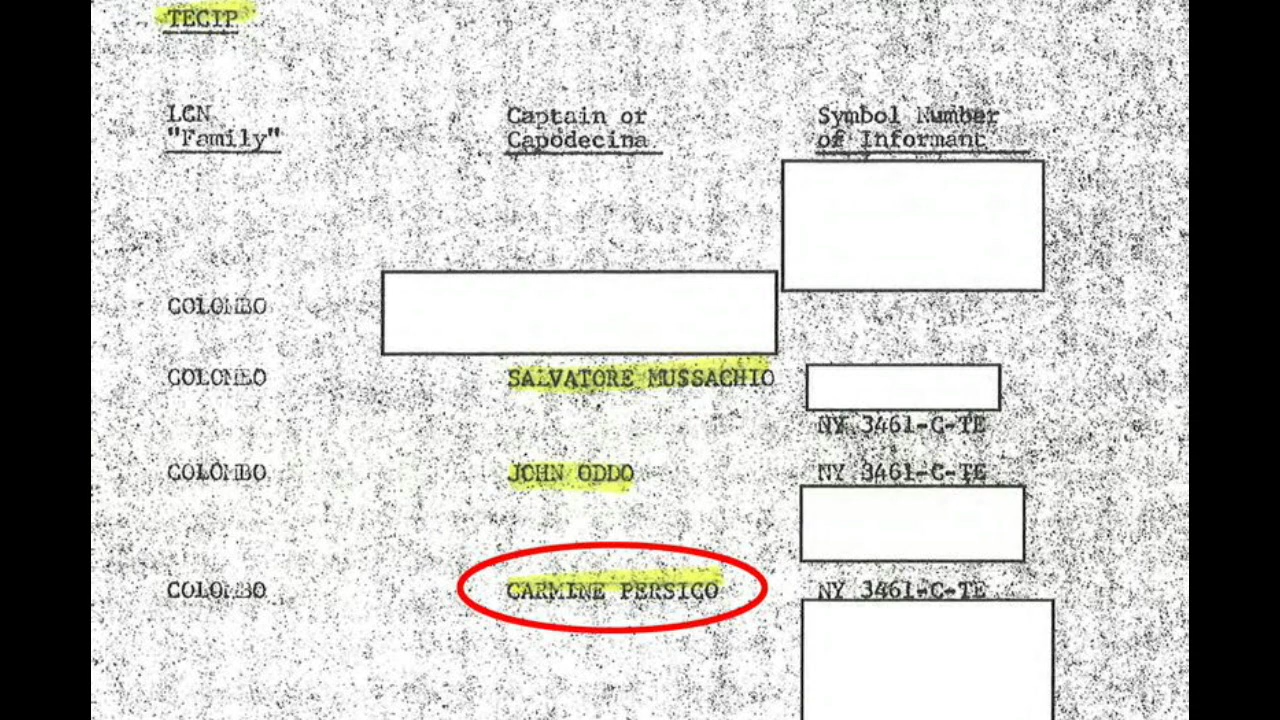 TECIP
LCN
"Family"
Captain or
Capodecina
Symbol Number
of Informant
COLOMBO
COLOMBO SALVATORE MUSSACHIO
NY 3461-C-TE
COLOMBO JOHN ODDO NY 3461-C-TE
COLOMBO CARMINE PERSICO NY 3461-C-TE